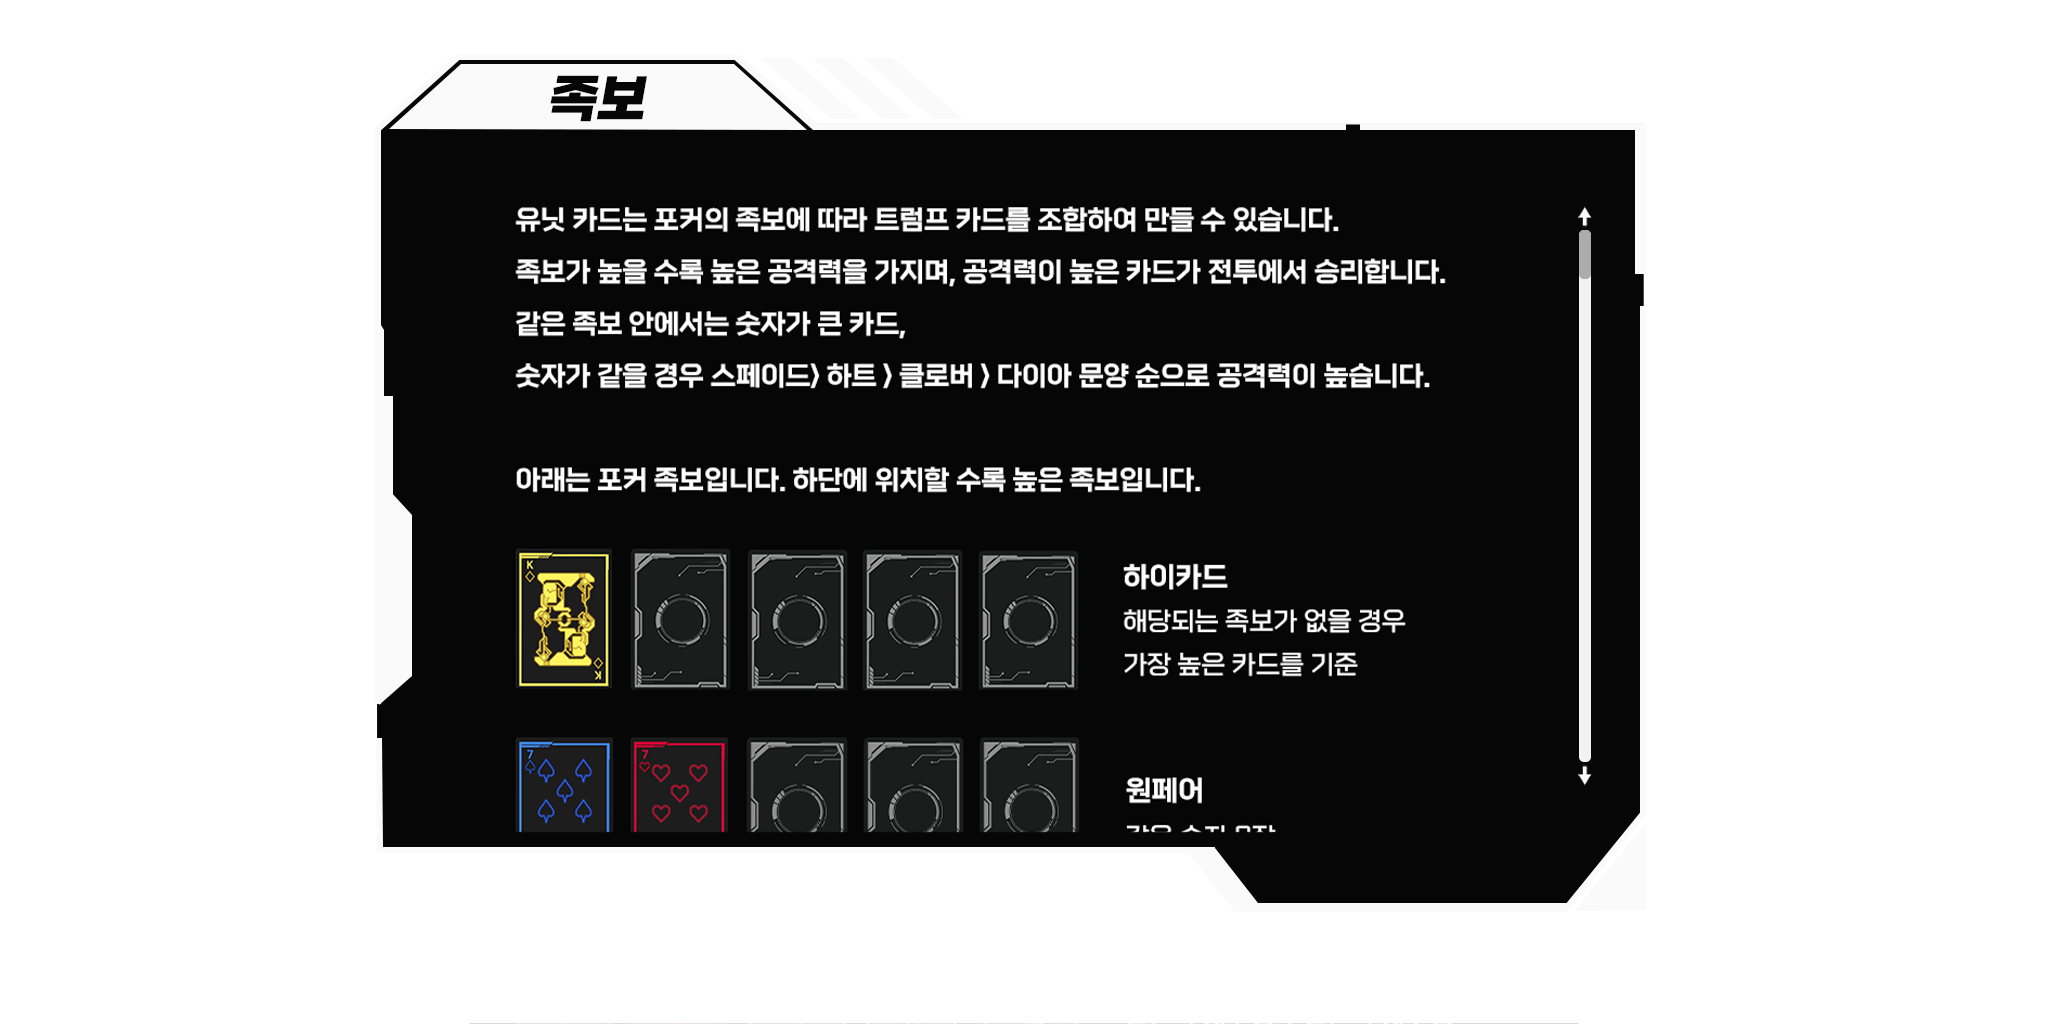 족보
유닛 카드는 포커의 족보에 따라 트럼프 카드를 조합하여 만들 수 있습니다.
족보가 높을 수록 높은 공격력을 가지며, 공격력이 높은 카드가 전투에서 승리합니다.
같은 족보 안에서는 숫자가 큰 카드,
숫자가 같을 경우 스페이드> 하트 > 클로버 > 다이아 문양 순으로 공격력이 높습니다.
아래는 포커 족보입니다. 하단에 위치할 수록 높은 족보입니다.
K
K
하이카드
해당되는 족보가 없을 경우
가장 높은 카드를 기준
7
7
원페어